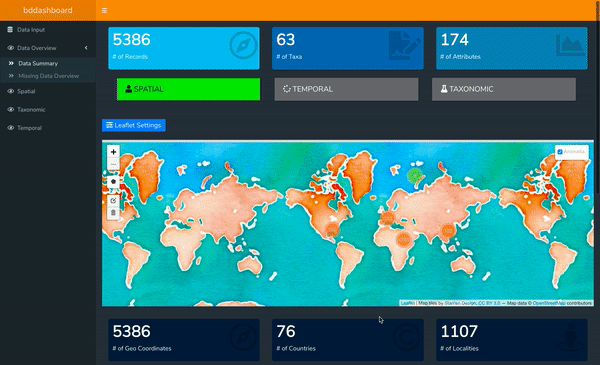 bddashboard
Data Input
Data Overview
Data Summary
Missing Data Overview
Spatial
Taxonomic
Temporal
5386
# of Records
63
# of Taxa
174
# of Attributes
SPATIAL
TEMPORAL
TAXONOMIC
Leaflet Settings
Animalia
Leaflet | Map tiles by Stamen Design, CC BY 3.0 — Map data © OpenStreetMap contributors
5386
# of Geo Coordinates
76
# of Countries
1107
# of Localities